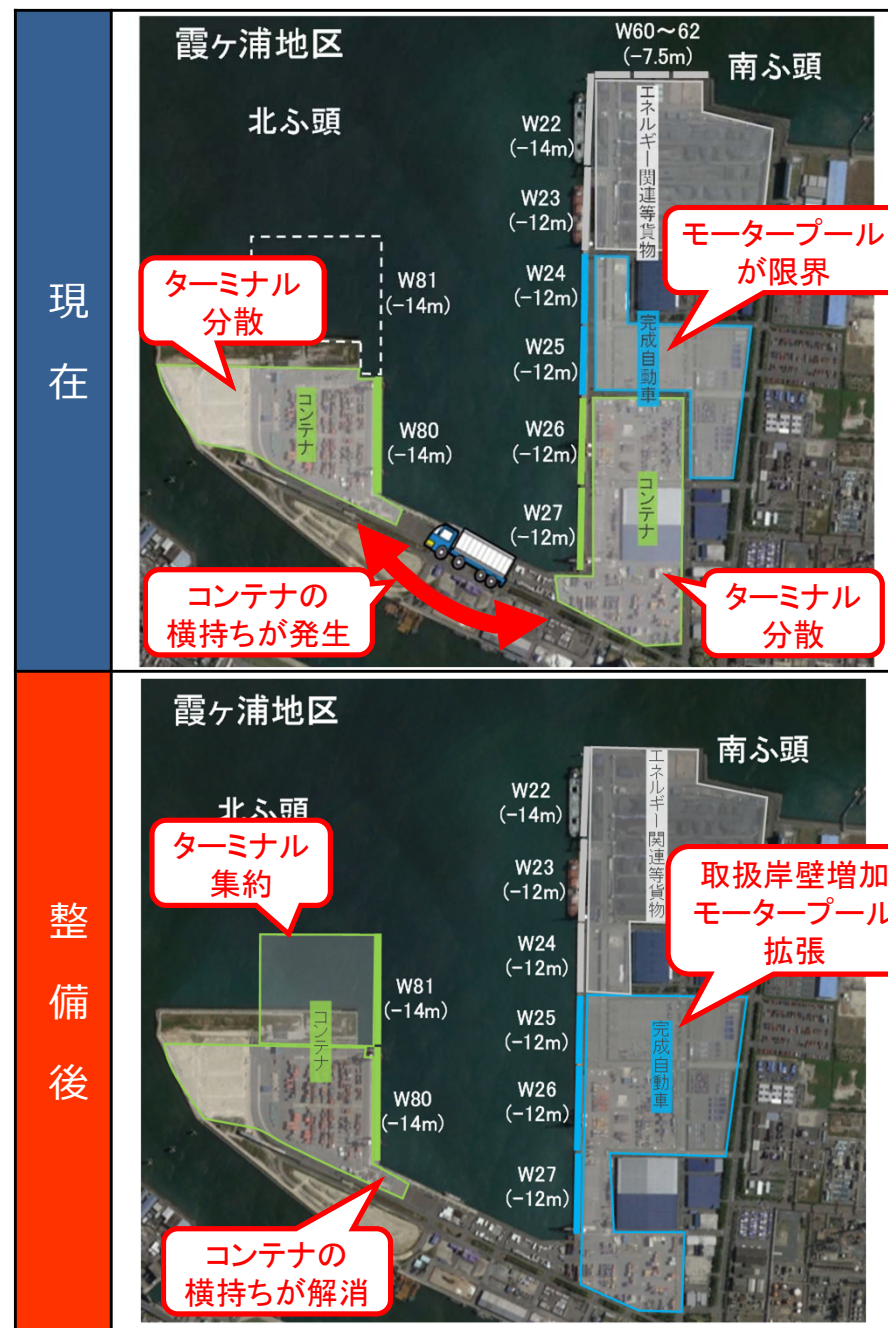 現在
霞ヶ浦地区
北ふ頭
W60～62
(-7.5m)
南ふ頭
W22
(-14m)
W23
(-12m)
W24
(-12m)
W25
(-12m)
W26
(-12m)
W27
(-12m)
W81
(-14m)
W80
(-14m)
エネルギー関連等貨物
完成自動車
コンテナ
コンテナ
ターミナル
分散
モータープール
が限界
コンテナの
横持ちが発生
ターミナル
分散
整備後
霞ヶ浦地区
北ふ頭
南ふ頭
W22
(-14m)
W23
(-12m)
W24
(-12m)
W25
(-12m)
W26
(-12m)
W27
(-12m)
W81
(-14m)
W80
(-14m)
エネルギー関連等貨物
完成自動車
コンテナ
ターミナル
集約
取扱岸壁増加
モータープール
拡張
コンテナの
横持ちが解消